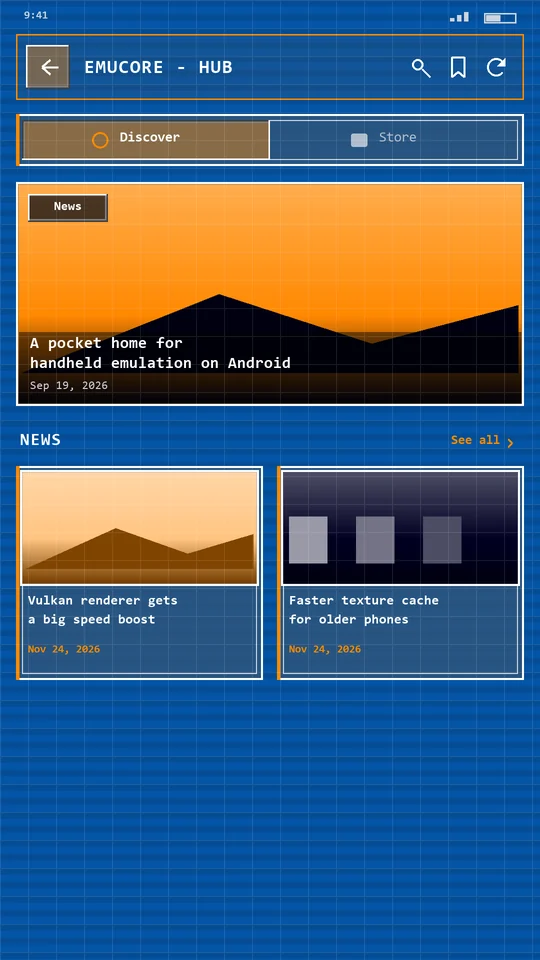 9:41
EMUCORE - HUB
Discover
Store
News
A pocket home for
handheld emulation on Android
Sep 19, 2026
NEWS
See all
Vulkan renderer gets
a big speed boost
Nov 24, 2026
Faster texture cache
for older phones
Nov 24, 2026